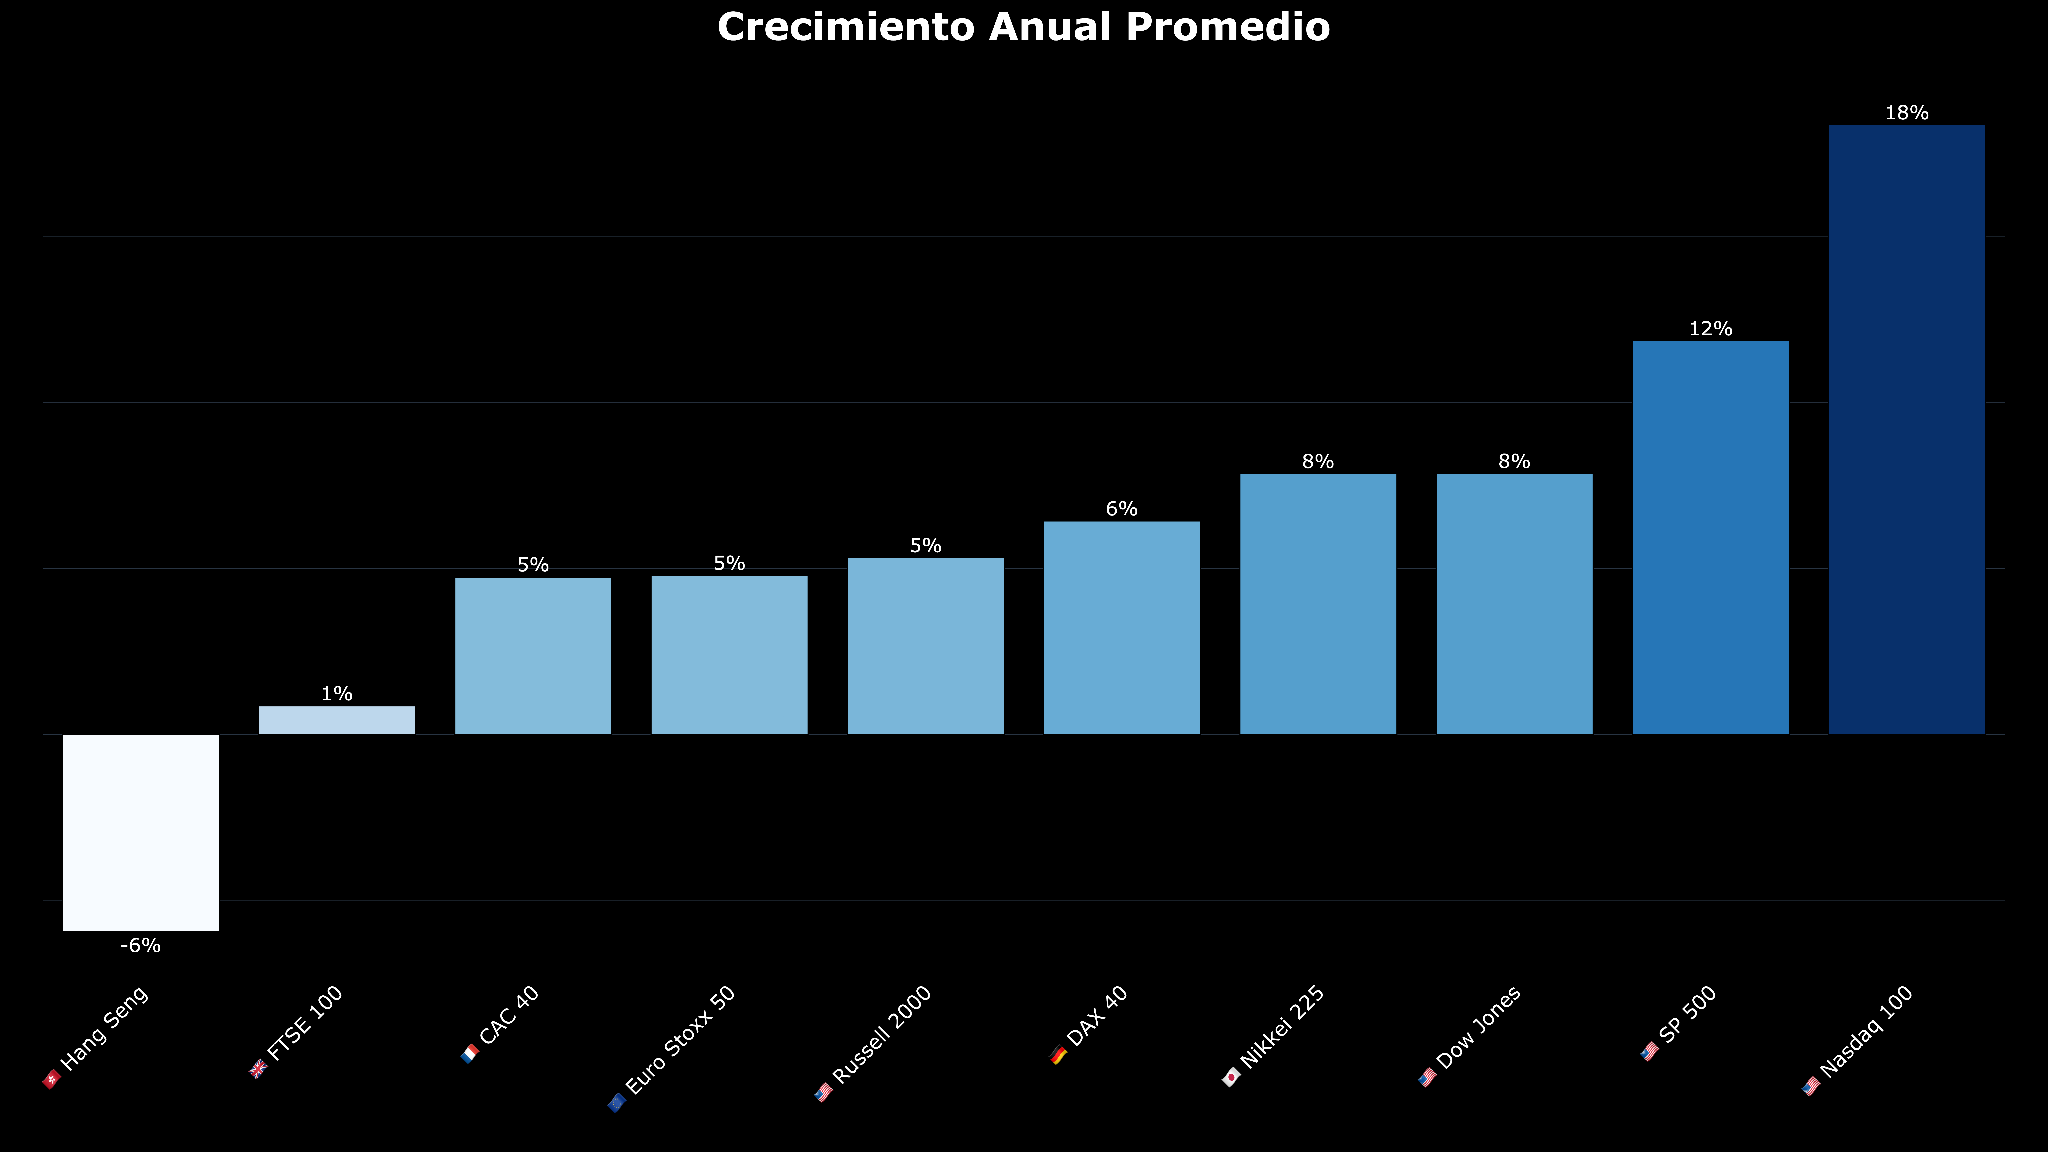 Crecimiento Anual Promedio
-6%
1%
5%
5%
5%
6%
8%
8%
12%
18%
Hang Seng
FTSE 100
CAC 40
Euro Stoxx 50
Russell 2000
DAX 40
Nikkei 225
Dow Jones
SP 500
Nasdaq 100